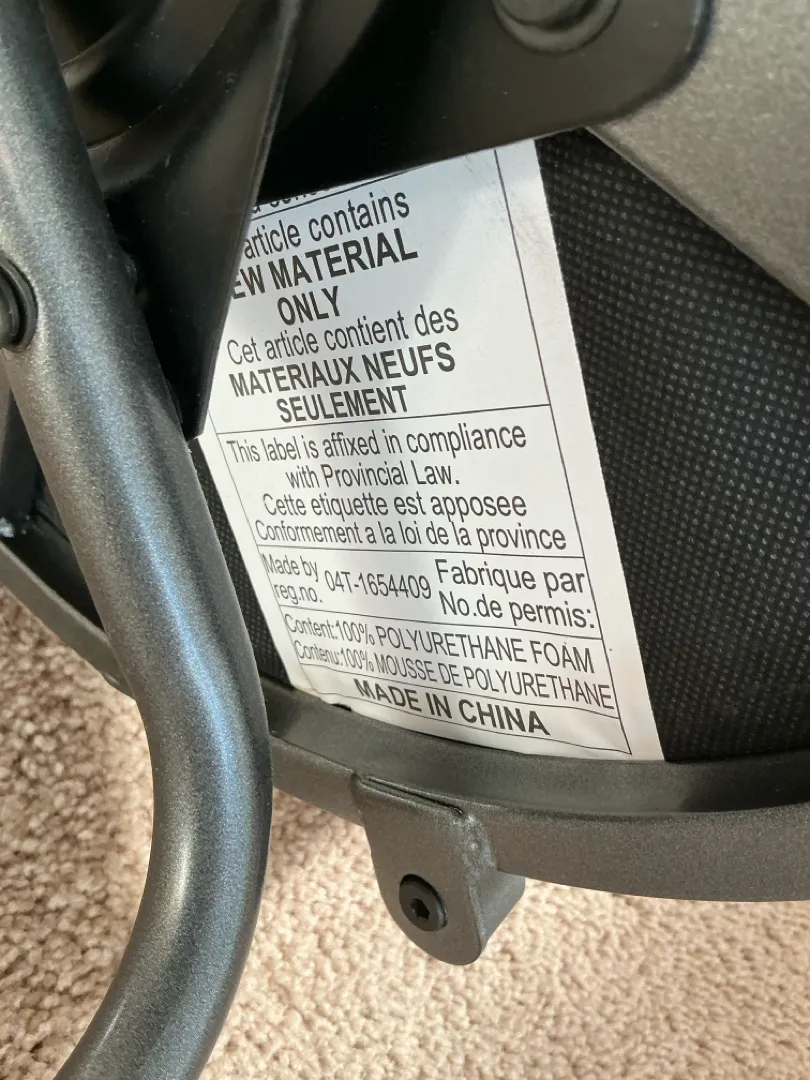 article contains
EW MATERIAL
ONLY
Cet article contient des
MATERIAUX NEUFS
SEULEMENT
This label is affixed in compliance
with Provincial Law.
Cette etiquette est apposee
Conformement a la loi de la province
Made by
reg.no. 04T-1654409
Fabrique par
No.de permis:
Content:100% POLYURETHANE FOAM
Contenu:100% MOUSSE DE POLYURETHANE
MADE IN CHINA